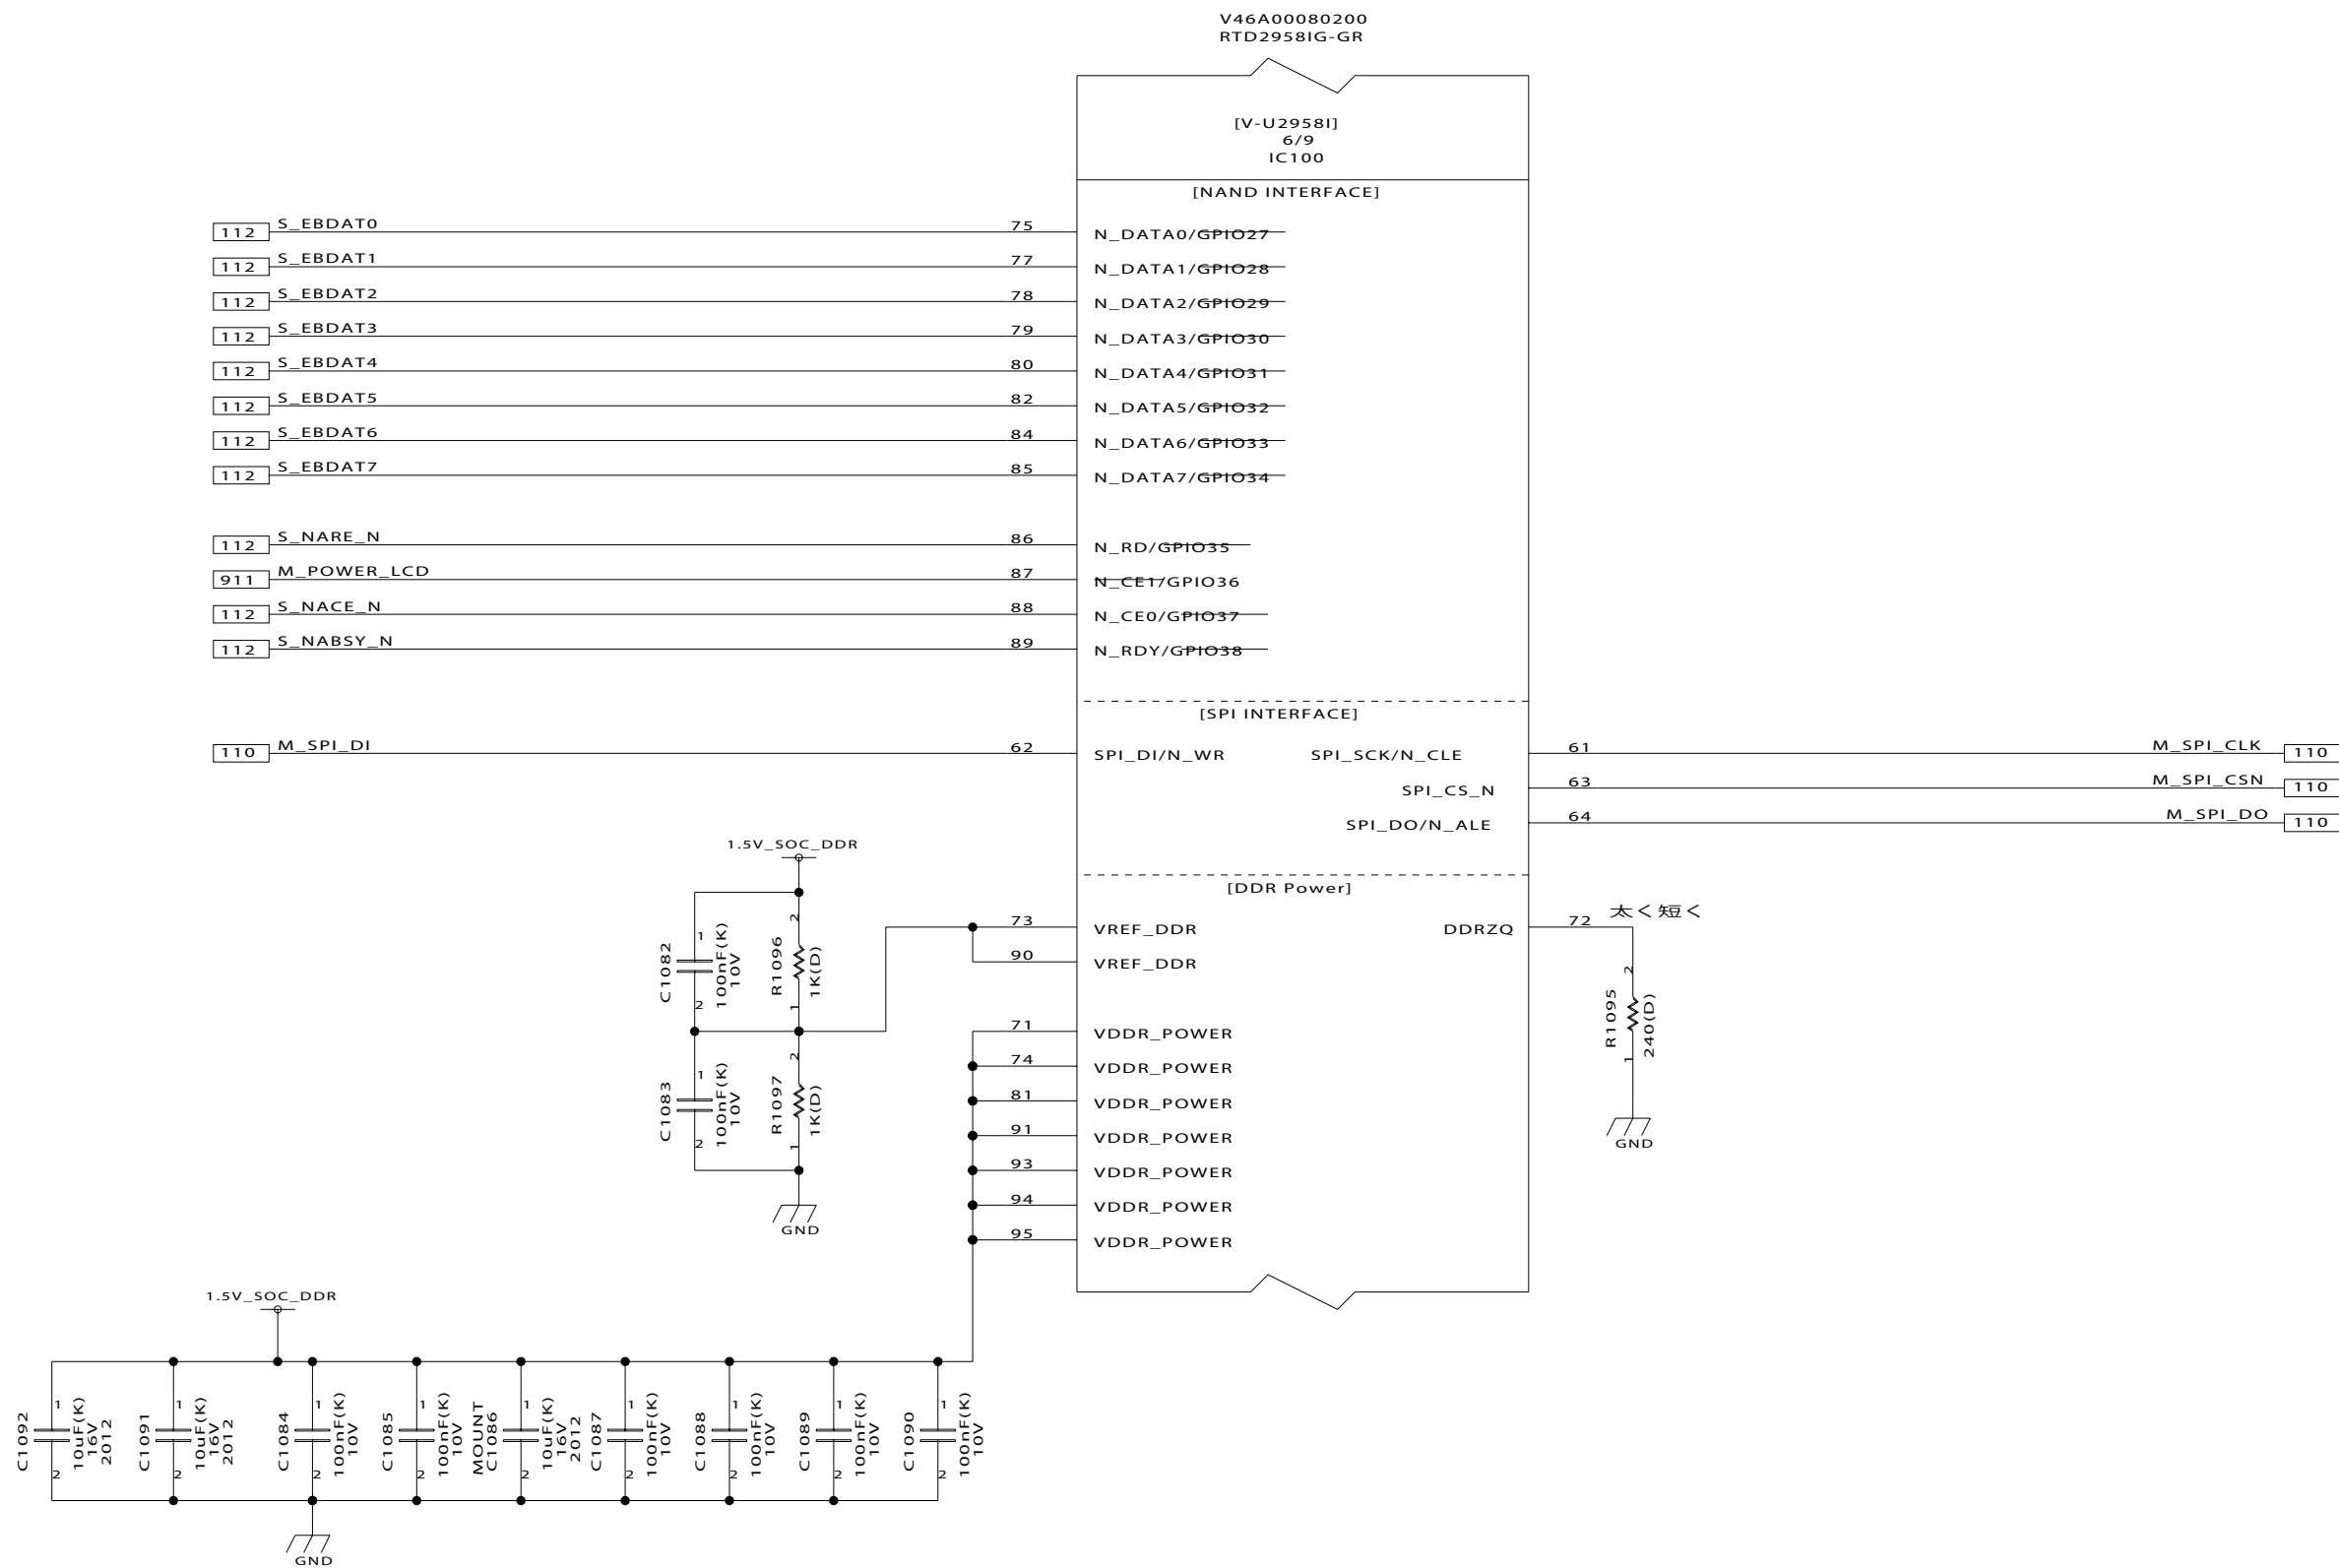 V46A00080200
RTD2958IG-GR
[V-U2958I]
6/9
IC100
[NAND INTERFACE]
112 S_EBDAT0 75 N_DATA0/GPIO27
112 S_EBDAT1 77 N_DATA1/GPIO28
112 S_EBDAT2 78 N_DATA2/GPIO29
112 S_EBDAT3 79 N_DATA3/GPIO30
112 S_EBDAT4 80 N_DATA4/GPIO31
112 S_EBDAT5 82 N_DATA5/GPIO32
112 S_EBDAT6 84 N_DATA6/GPIO33
112 S_EBDAT7 85 N_DATA7/GPIO34
112 S_NARE_N 86 N_RD/GPIO35
911 M_POWER_LCD 87 N_CE1/GPIO36
112 S_NACE_N 88 N_CE0/GPIO37
112 S_NABSY_N 89 N_RDY/GPIO38
[SPI INTERFACE]
110 M_SPI_DI 62 SPI_DI/N_WR SPI_SCK/N_CLE 61 M_SPI_CLK 110
SPI_CS_N 63 M_SPI_CSN 110
SPI_DO/N_ALE 64 M_SPI_DO 110
[DDR Power]
73 VREF_DDR DDRZQ 72 太く短く
90 VREF_DDR
71 VDDR_POWER
74 VDDR_POWER
81 VDDR_POWER
91 VDDR_POWER
93 VDDR_POWER
94 VDDR_POWER
95 VDDR_POWER
1.5V_SOC_DDR
C1082
1
2
100nF(K)
10V
R1096
2
1
1K(D)
C1083
1
2
100nF(K)
10V
R1097
2
1
1K(D)
GND
R1095
2
1
240(D)
GND
1.5V_SOC_DDR
C1092
1
2
10uF(K)
16V
2012
C1091
1
2
10uF(K)
16V
2012
C1084
1
2
100nF(K)
10V
C1085
1
2
100nF(K)
10V
MOUNT
C1086
1
2
10uF(K)
16V
2012
C1087
1
2
100nF(K)
10V
C1088
1
2
100nF(K)
10V
C1089
1
2
100nF(K)
10V
C1090
1
2
100nF(K)
10V
GND